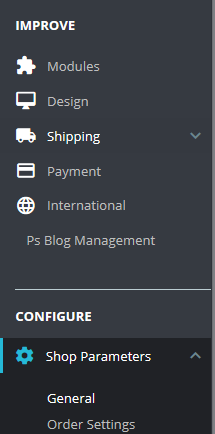 IMPROVE
Modules
Design
Shipping
Payment
International
Ps Blog Management
CONFIGURE
Shop Parameters
General
Order Settings